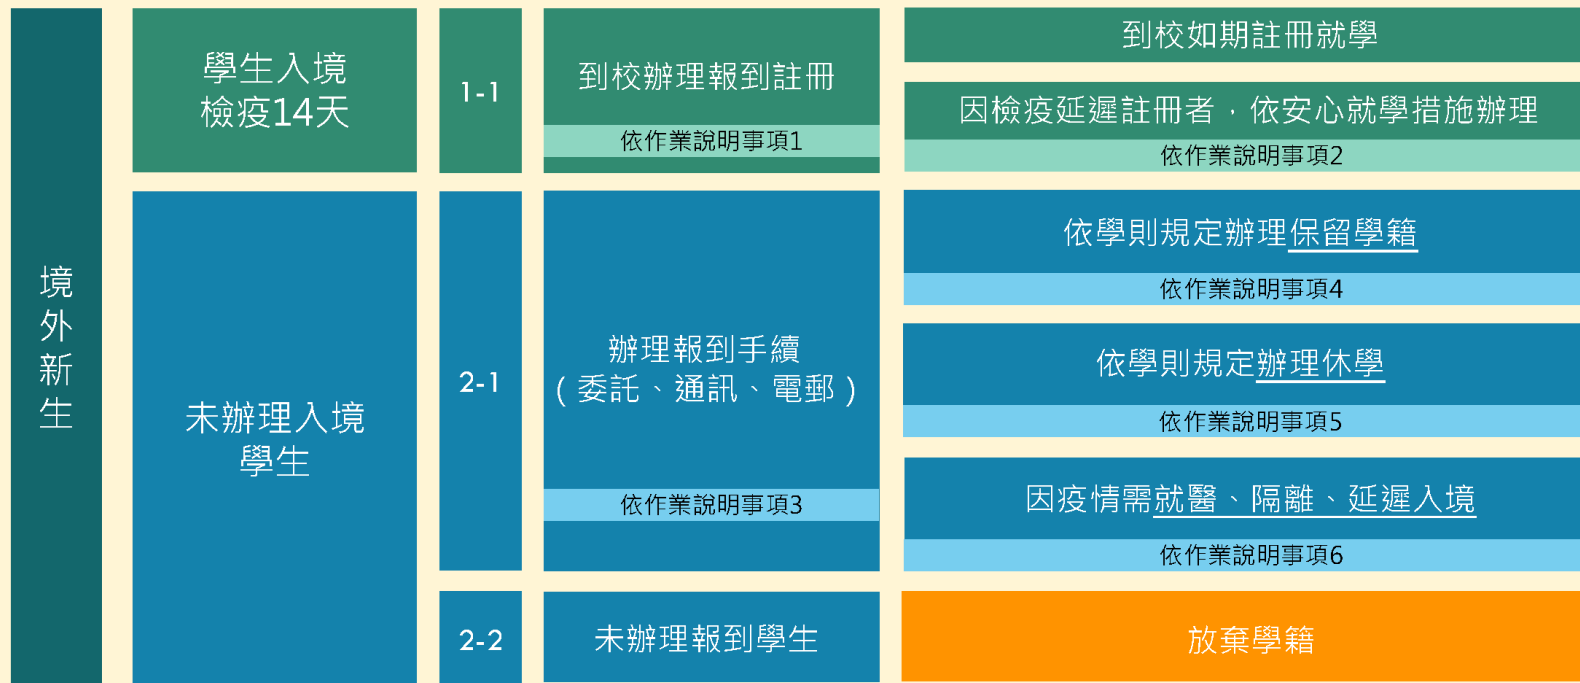 境外新生
學生入境
檢疫14天
1-1
到校辦理報到註冊
依作業說明事項1
到校如期註冊就學
因檢疫延遲註冊者，依安心就學措施辦理
依作業說明事項2
未辦理入境
學生
2-1
辦理報到手續
(委託、通訊、電郵)
依作業說明事項3
依學則規定辦理保留學籍
依作業說明事項4
依學則規定辦理休學
依作業說明事項5
因疫情需就醫、隔離、延遲入境
依作業說明事項6
2-2
未辦理報到學生
放棄學籍